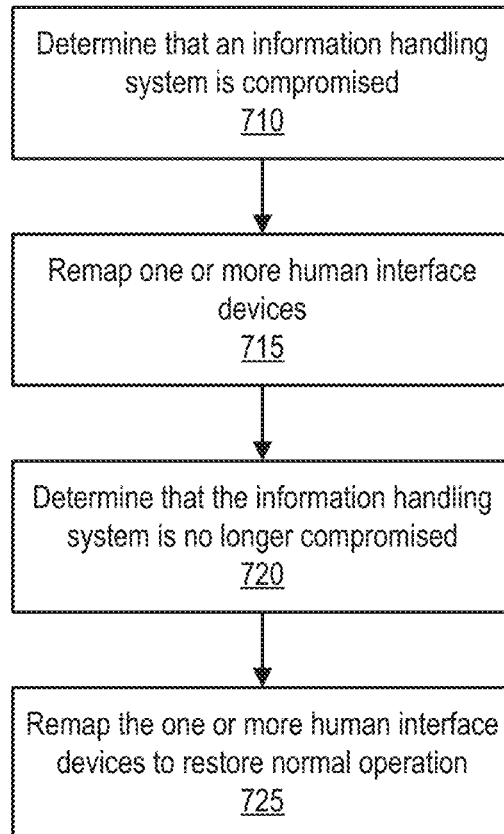 Determine that an information handling
system is compromised
710
Remap one or more human interface
devices
715
Determine that the information handling
system is no longer compromised
720
Remap the one or more human interface
devices to restore normal operation
725